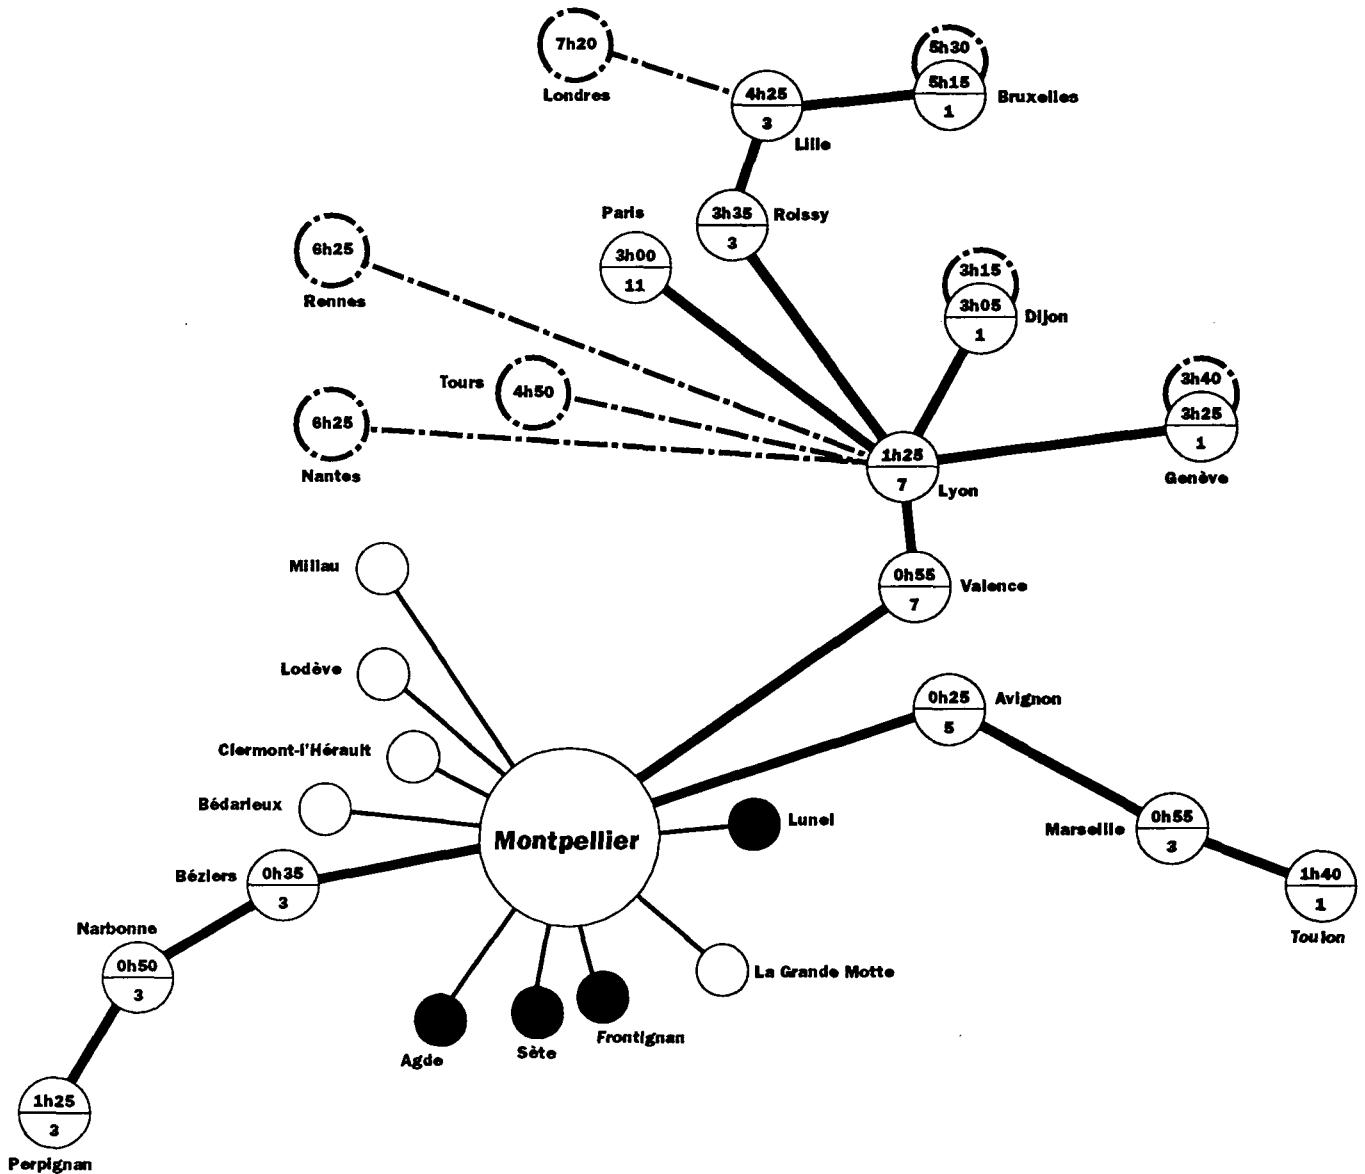 7h20
Londres
5h30
5h15
1
Bruxelles
4h25
3
Lille
Paris
3h00
11
3h35
3
Roissy
6h25
Rennes
3h15
3h05
1
Dijon
Tours
4h50
6h25
Nantes
3h40
3h25
1
Genève
1h25
7
Lyon
Millau
0h55
7
Valence
Lodève
0h25
5
Avignon
Clermont-l'Hérault
Bédarieux
Montpellier
Lunel
Marseille
0h55
3
1h40
1
Toulon
Béziers
0h35
3
Narbonne
0h50
3
La Grande Motte
Frontignan
Sète
Agde
1h25
3
Perpignan